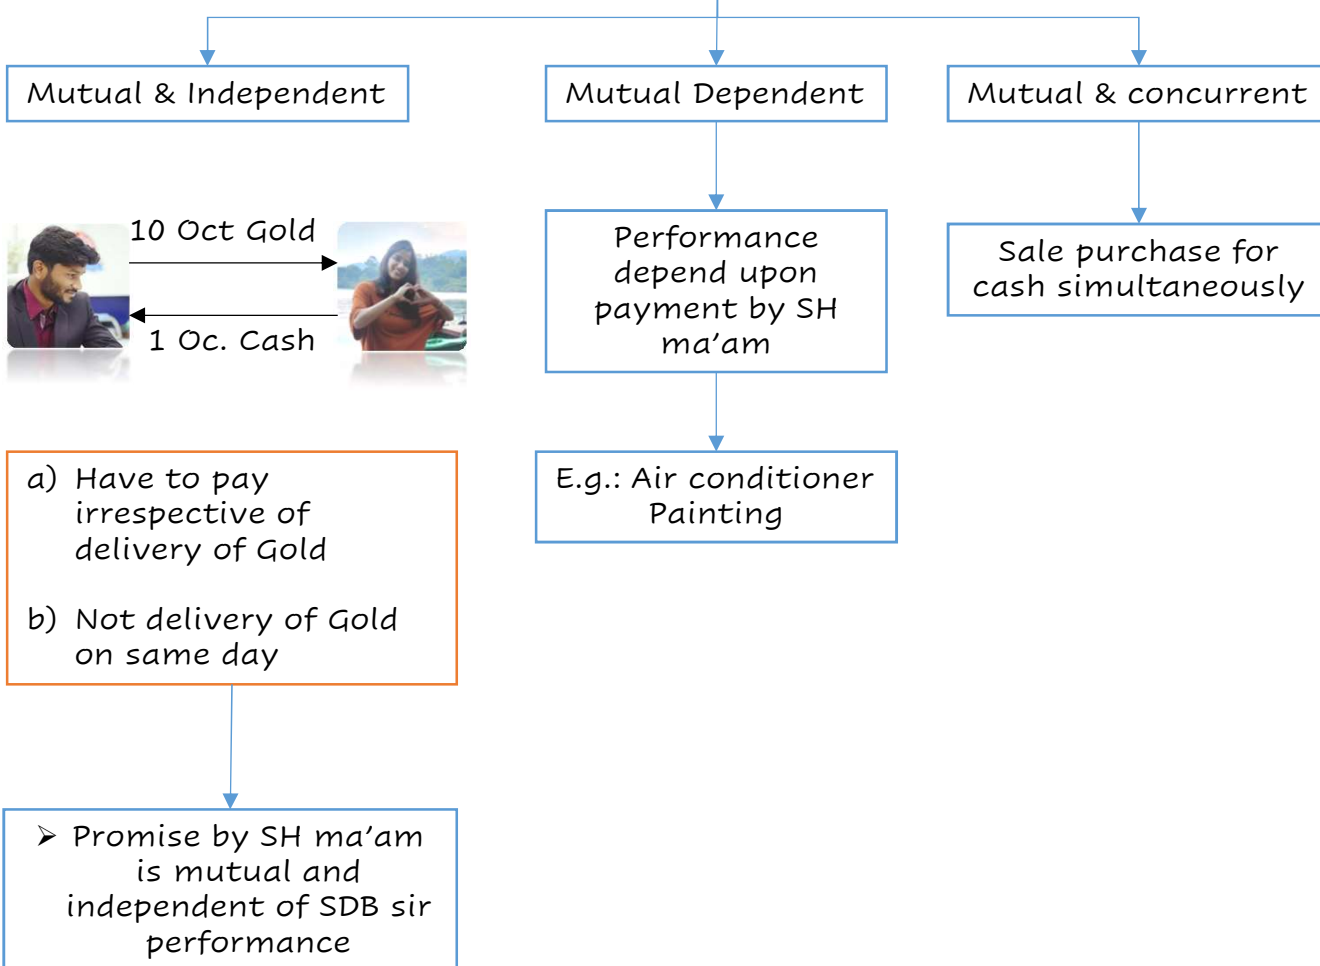 Mutual & Independent
Mutual Dependent
Mutual & concurrent
10 Oct Gold
1 Oc. Cash
Performance
depend upon
payment by SH
ma’am
Sale purchase for
cash simultaneously
a) Have to pay
irrespective of
delivery of Gold
b) Not delivery of Gold
on same day
E.g.: Air conditioner
Painting
➢ Promise by SH ma’am
is mutual and
independent of SDB sir
performance